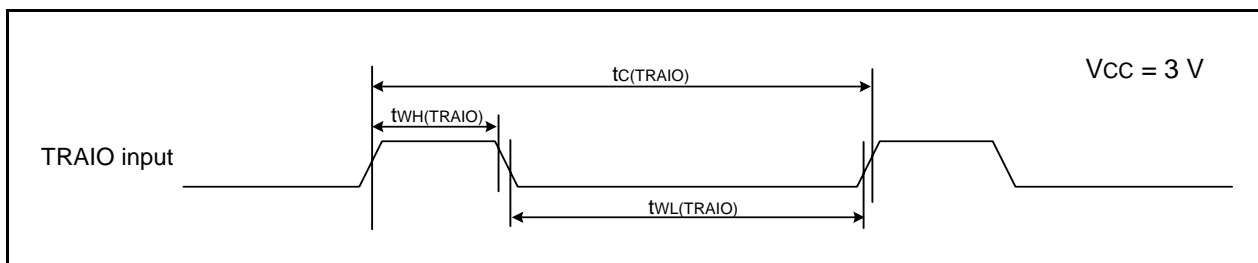 tC(TRAIO)
VCC = 3 V
tWH(TRAIO)
TRAIO input
tWL(TRAIO)